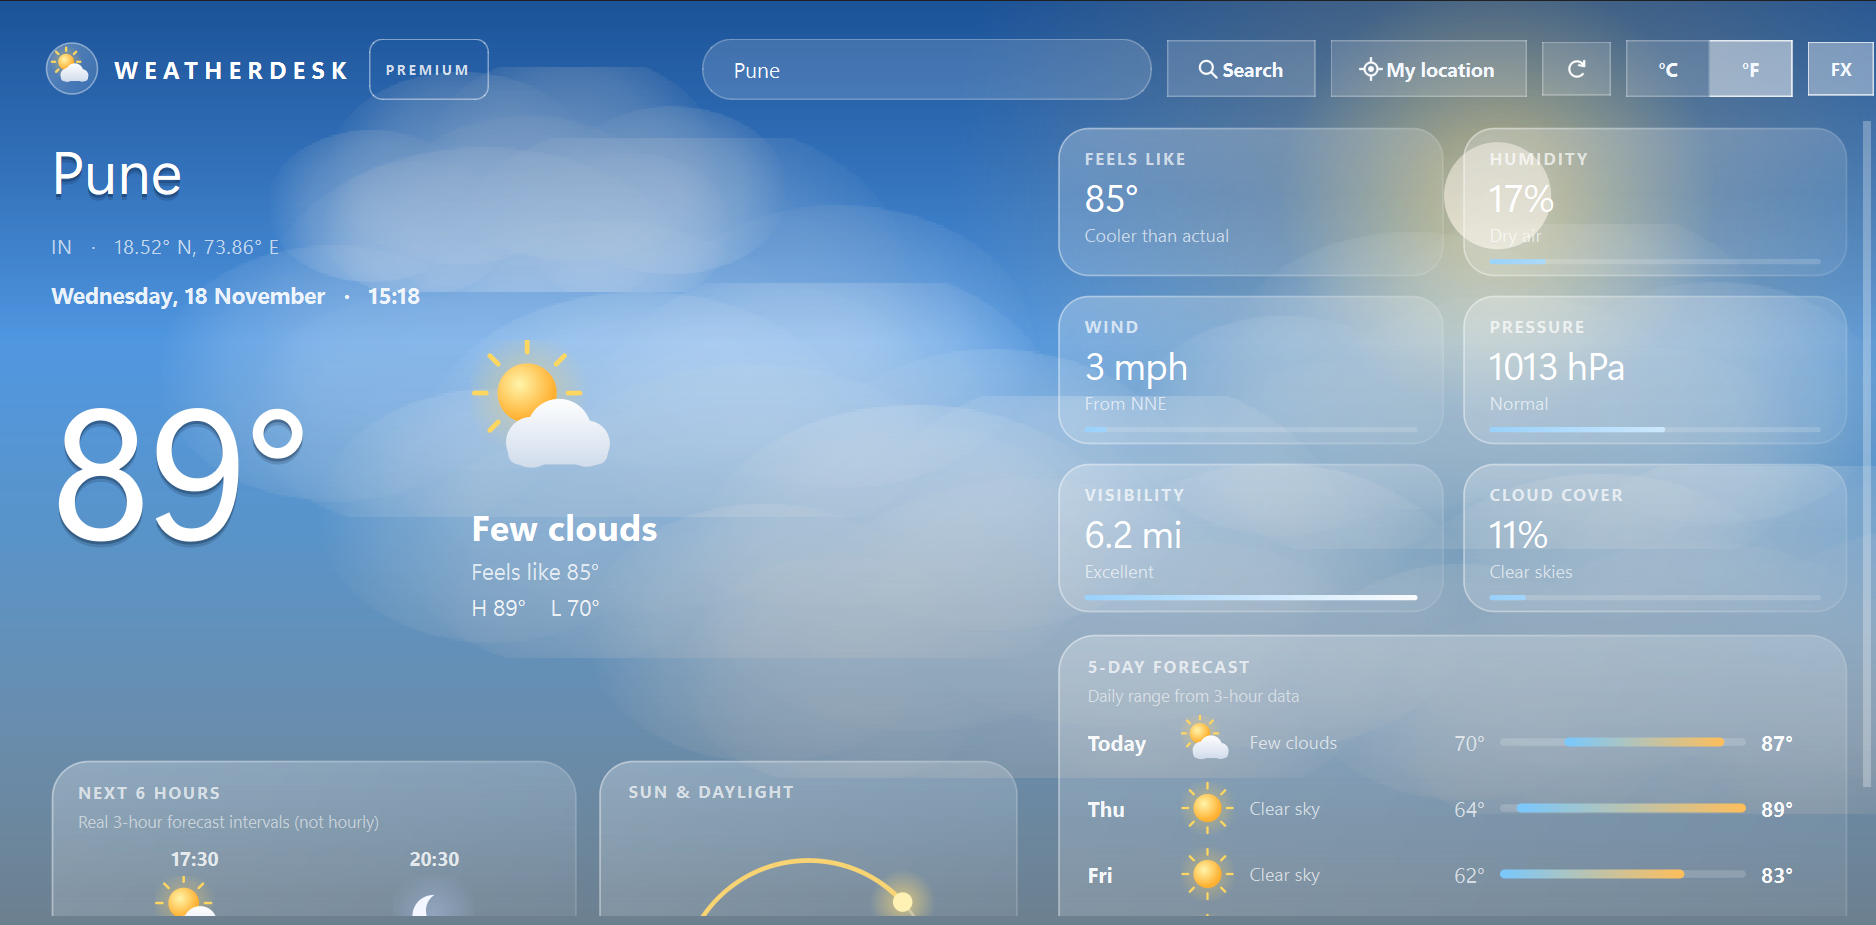 WEATHERDESK
PREMIUM
Pune
Search
My location
°C
°F
FX
Pune
IN · 18.52° N, 73.86° E
Wednesday, 18 November · 15:18
89°
Few clouds
Feels like 85°
H 89° L 70°
FEELS LIKE
85°
Cooler than actual
HUMIDITY
17%
Dry air
WIND
3 mph
From NNE
PRESSURE
1013 hPa
Normal
VISIBILITY
6.2 mi
Excellent
CLOUD COVER
11%
Clear skies
5-DAY FORECAST
Daily range from 3-hour data
Today Few clouds 70° 87°
Thu Clear sky 64° 89°
Fri Clear sky 62° 83°
NEXT 6 HOURS
Real 3-hour forecast intervals (not hourly)
17:30 20:30
SUN & DAYLIGHT